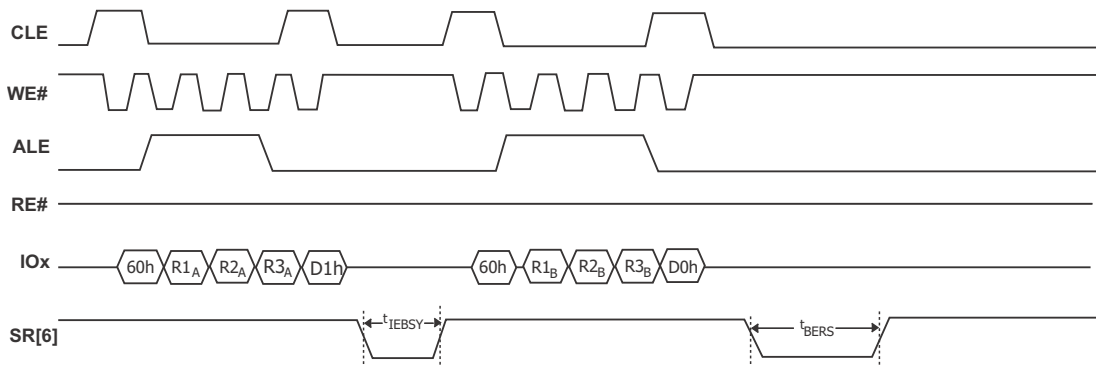 CLE
WE#
ALE
RE#
IOx 60h R1A R2A R3A D1h 60h R1B R2B R3B D0h
SR[6] tIEBSY tBERS